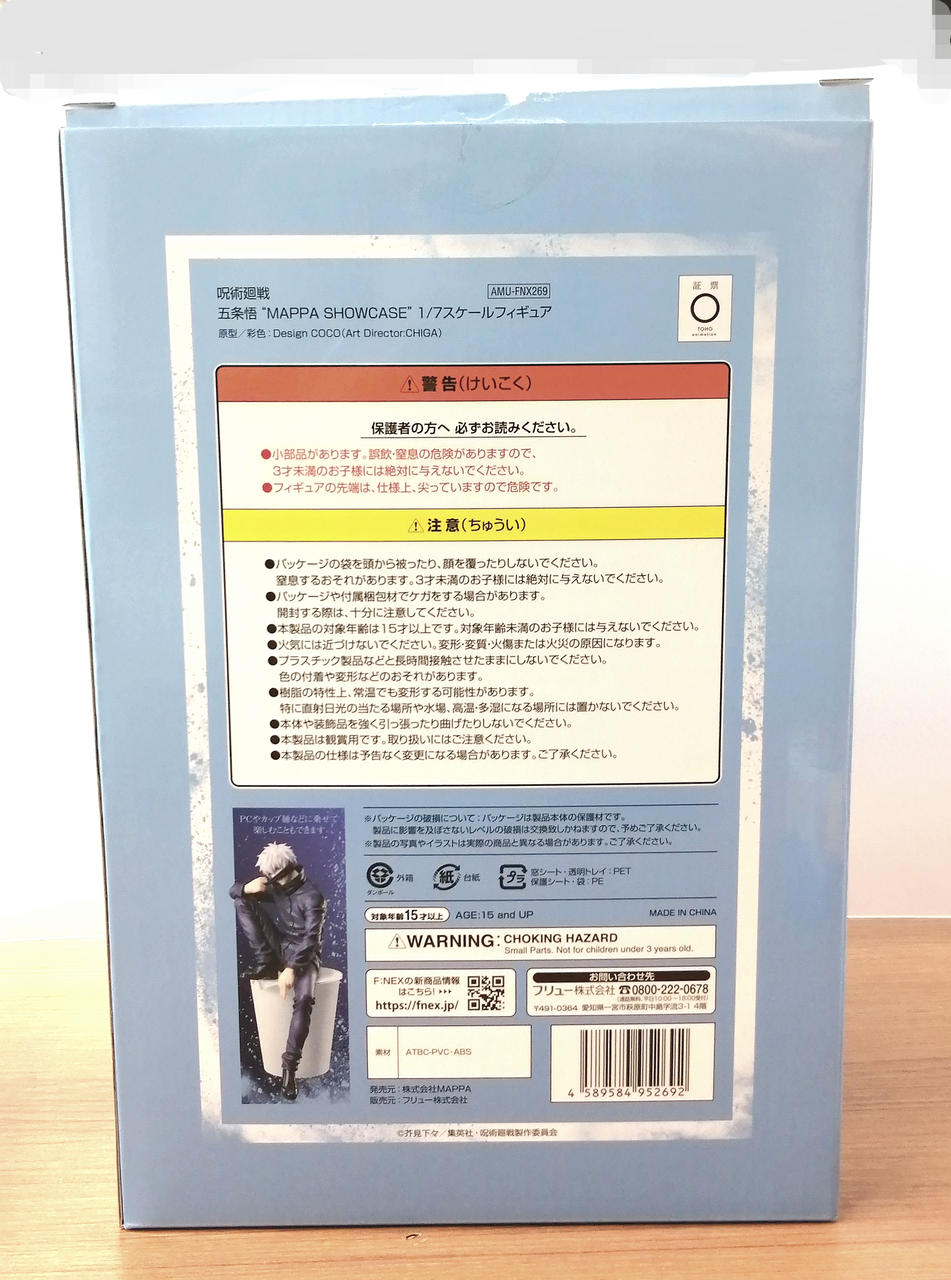 呪術廻戦
AMU-FNX269
五条悟 “MAPPA SHOWCASE” 1/7スケールフィギュア
原型／彩色：Design COCO（Art Director:CHIGA）
証 票
TOHO
animation
⚠警告（けいこく）
保護者の方へ 必ずお読みください。
●小部品があります。誤飲・窒息の危険がありますので、
3才未満のお子様には絶対に与えないでください。
●フィギュアの先端は、仕様上、尖っていますので危険です。
⚠注意（ちゅうい）
●パッケージの袋を頭から被ったり、顔を覆ったりしないでください。
窒息するおそれがあります。3才未満のお子様には絶対に与えないでください。
●パッケージや付属梱包材でケガをする場合があります。
開封する際は、十分に注意してください。
●本製品の対象年齢は15才以上です。対象年齢未満のお子様には与えないでください。
●火気には近づけないでください。変形・変質・火傷または火災の原因になります。
●プラスチック製品などと長時間接触させたままにしないでください。
色の付着や変形などのおそれがあります。
●樹脂の特性上、常温でも変形する可能性があります。
特に直射日光の当たる場所や水場、高温・多湿になる場所には置かないでください。
●本体や装飾品を強く引っ張ったり曲げたりしないでください。
●本製品は観賞用です。取り扱いにはご注意ください。
●本製品の仕様は予告なく変更になる場合があります。ご了承ください。
PCやカップ麺などに乗せて
楽しむこともできます。
※パッケージの破損について：パッケージは製品本体の保護材です。
製品に影響を及ぼさないレベルの破損は交換致しかねますので、予めご了承ください。
※製品の写真やイラストは実際の商品と異なる場合があります。ご了承ください。
ダンボール
外箱
紙
台紙
プラ
窓シート・透明トレイ：PET
保護シート・袋：PE
対象年齢15才以上
AGE:15 and UP
MADE IN CHINA
⚠WARNING: CHOKING HAZARD
Small Parts. Not for children under 3 years old.
F:NEXの新商品情報
はこちら!▶▶▶
https://fnex.jp/
お問い合わせ先
フリュー株式会社 ☎0800-222-0678
（通話無料、平日10:00～18:00受付）
〒491-0364 愛知県一宮市萩原町中島字流3-1 4階
素材
ATBC-PVC・ABS
4 589584 952692
発売元：株式会社MAPPA
販売元：フリュー株式会社
©芥見下々／集英社・呪術廻戦製作委員会